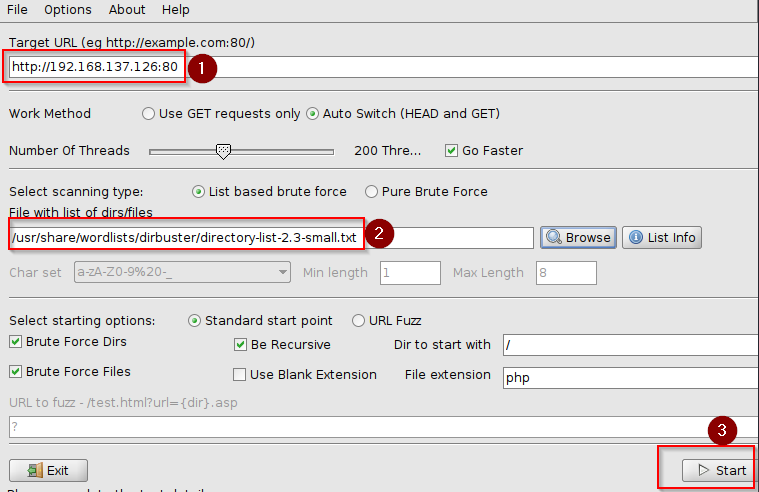 File Options About Help
Target URL (eg http://example.com:80/)
http://192.168.137.126:80
1
Work Method Use GET requests only Auto Switch (HEAD and GET)
Number Of Threads 200 Thre... Go Faster
Select scanning type: List based brute force Pure Brute Force
File with list of dirs/files
/usr/share/wordlists/dirbuster/directory-list-2.3-small.txt 2 Browse List Info
Char set a-zA-Z0-9%20-_ Min length 1 Max Length 8
Select starting options: Standard start point URL Fuzz
Brute Force Dirs Be Recursive Dir to start with /
Brute Force Files Use Blank Extension File extension php
URL to fuzz - /test.html?url={dir}.asp
?
3
Exit Start